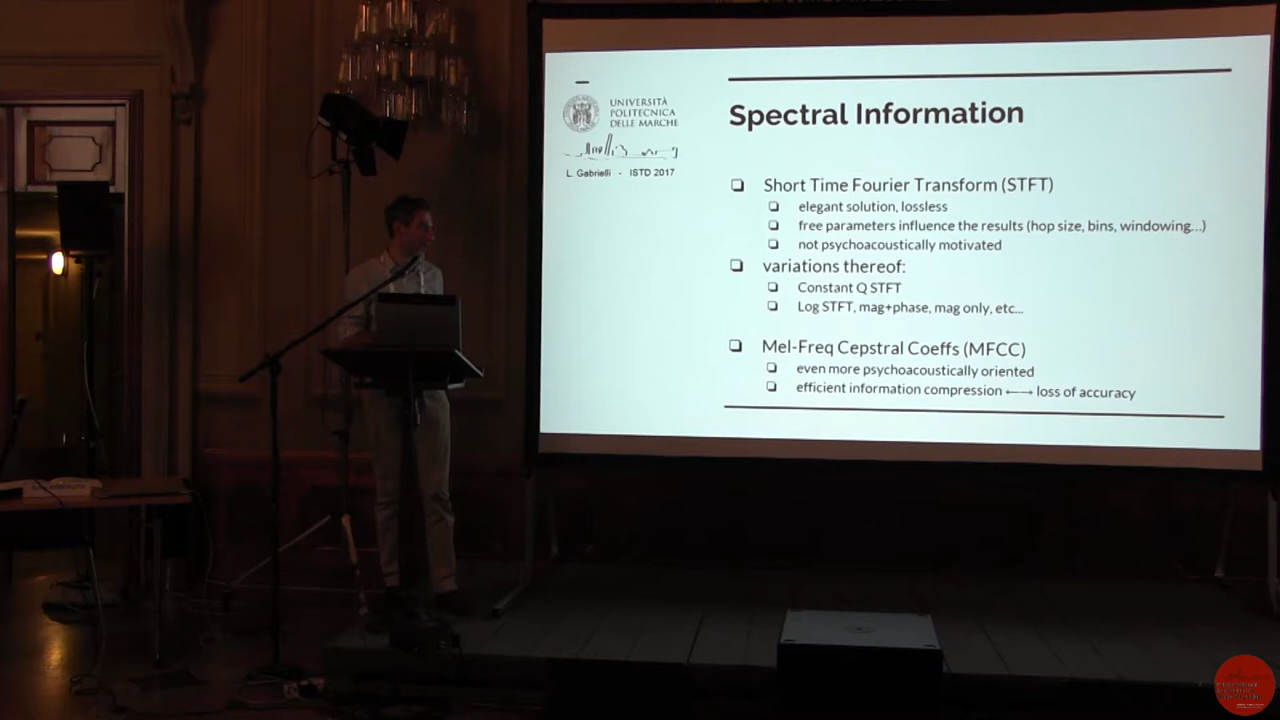 UNIVERSITÀ
POLITECNICA
DELLE MARCHE
L. Gabrielli - ISTD 2017
Spectral Information
❏ Short Time Fourier Transform (STFT)
❏ elegant solution, lossless
❏ free parameters influence the results (hop size, bins, windowing...)
❏ not psychoacoustically motivated
❏ variations thereof:
❏ Constant Q STFT
❏ Log STFT, mag+phase, mag only, etc...
❏ Mel-Freq Cepstral Coeffs (MFCC)
❏ even more psychoacoustically oriented
❏ efficient information compression ⟷ loss of accuracy